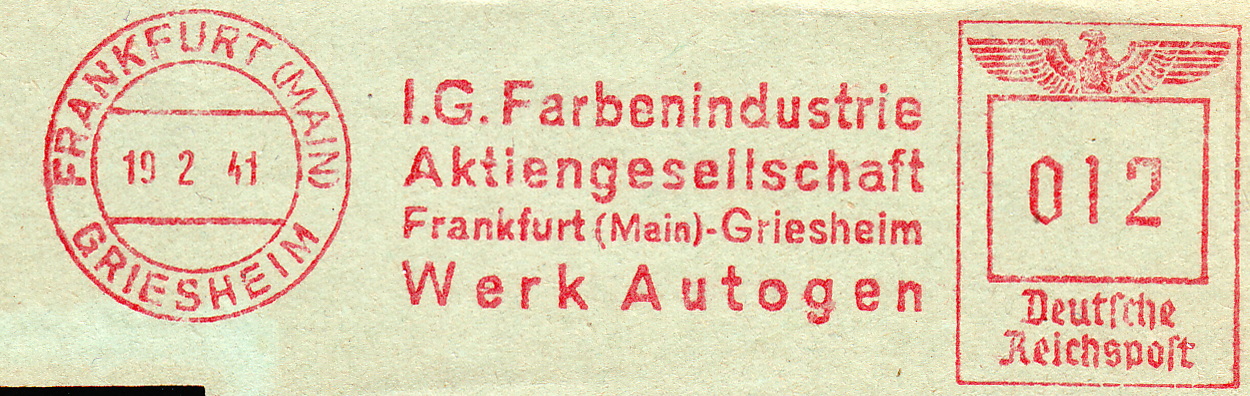 FRANKFURT (MAIN)
GRIESHEIM
19 2 41
I.G. Farbenindustrie
Aktiengesellschaft
Frankfurt (Main)-Griesheim
Werk Autogen
012
Deutſche
Reichspoſt